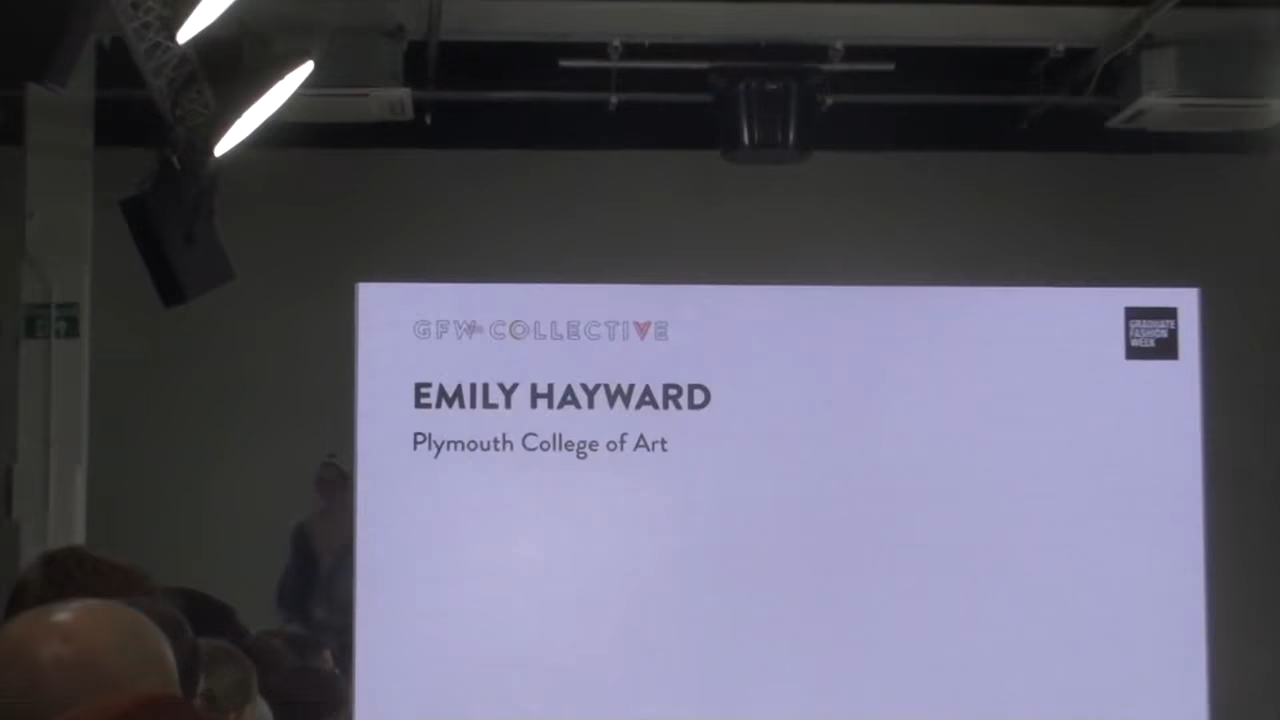 GFW COLLECTIVE
GRADUATE
FASHION
WEEK
EMILY HAYWARD
Plymouth College of Art